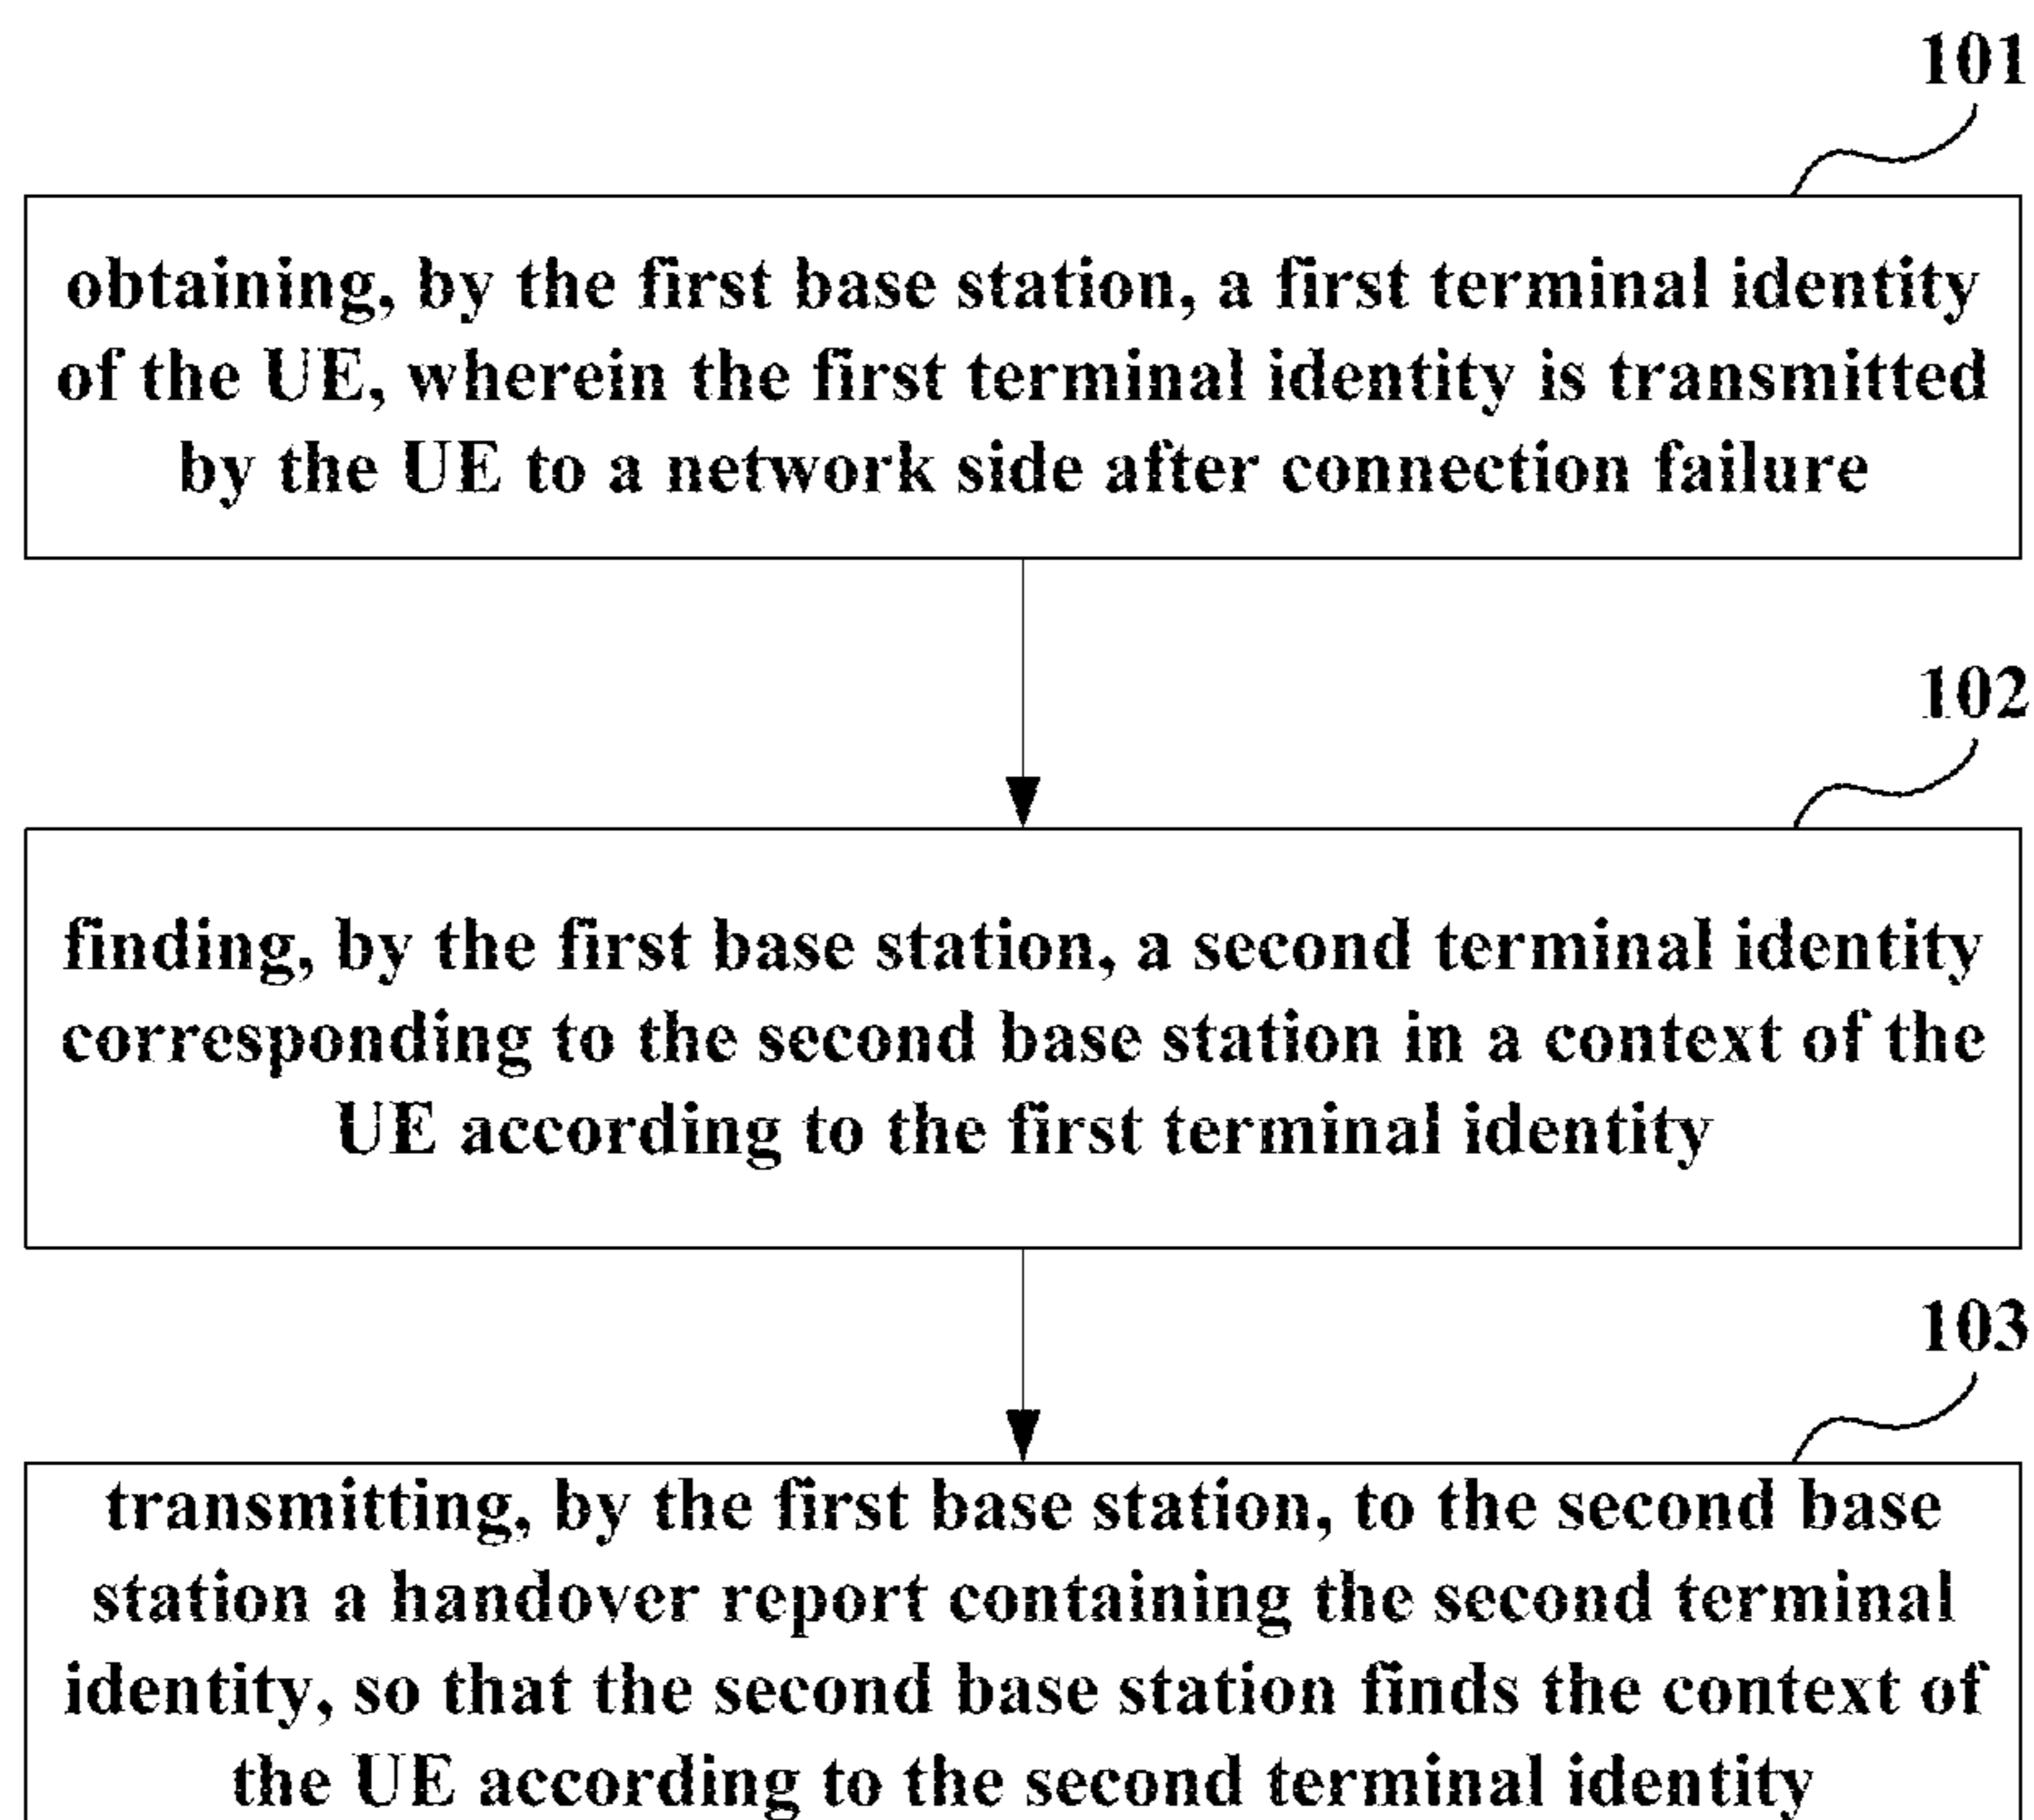 101
obtaining, by the first base station, a first terminal identity
of the UE, wherein the first terminal identity is transmitted
by the UE to a network side after connection failure
102
finding, by the first base station, a second terminal identity
corresponding to the second base station in a context of the
UE according to the first terminal identity
103
transmitting, by the first base station, to the second base
station a handover report containing the second terminal
identity, so that the second base station finds the context of
the UE according to the second terminal identity